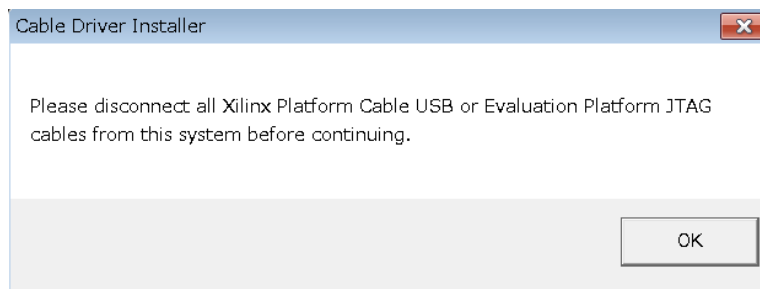 Cable Driver Installer
Please disconnect all Xilinx Platform Cable USB or Evaluation Platform JTAG
cables from this system before continuing.
OK